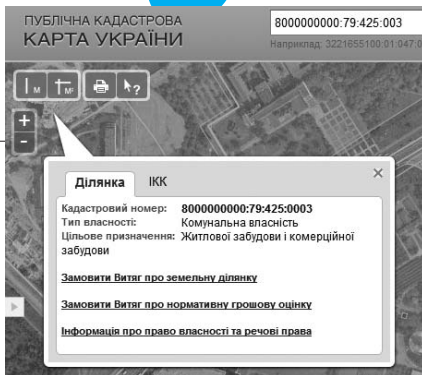 ПУБЛІЧНА КАДАСТРОВА
КАРТА УКРАЇНИ
8000000000:79:425:003
Наприклад: 3221655100:01:047:0
М
М²
?
+
-
Ділянка ІКК
×
Кадастровий номер: 8000000000:79:425:0003
Тип власності: Комунальна власність
Цільове призначення: Житлової забудови і комерційної
забудови
Замовити Витяг про земельну ділянку
Замовити Витяг про нормативну грошову оцінку
Інформація про право власності та речові права